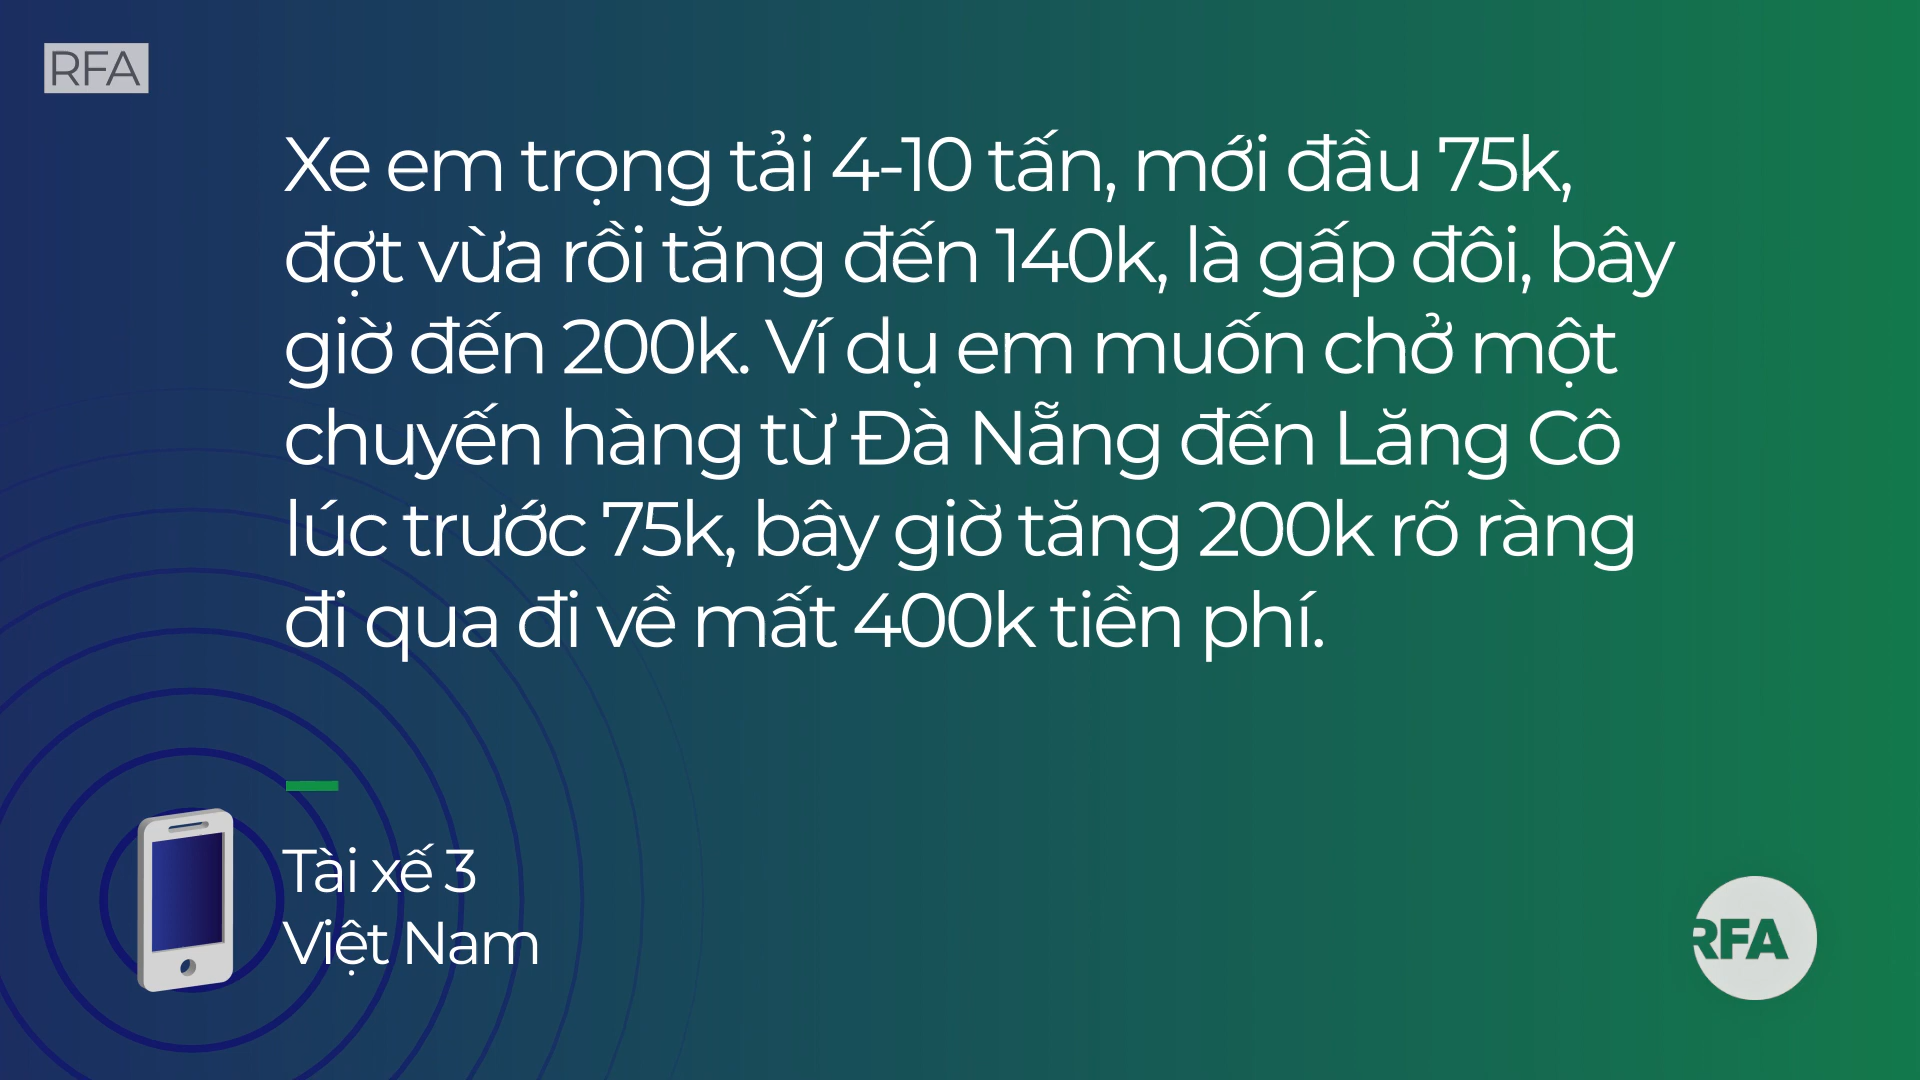 RFA
Xe em trọng tải 4-10 tấn, mới đầu 75k,
đợt vừa rồi tăng đến 140k, là gấp đôi, bây
giờ đến 200k. Ví dụ em muốn chở một
chuyến hàng từ Đà Nẵng đến Lăng Cô
lúc trước 75k, bây giờ tăng 200k rõ ràng
đi qua đi về mất 400k tiền phí.
Tài xế 3
Việt Nam
RFA